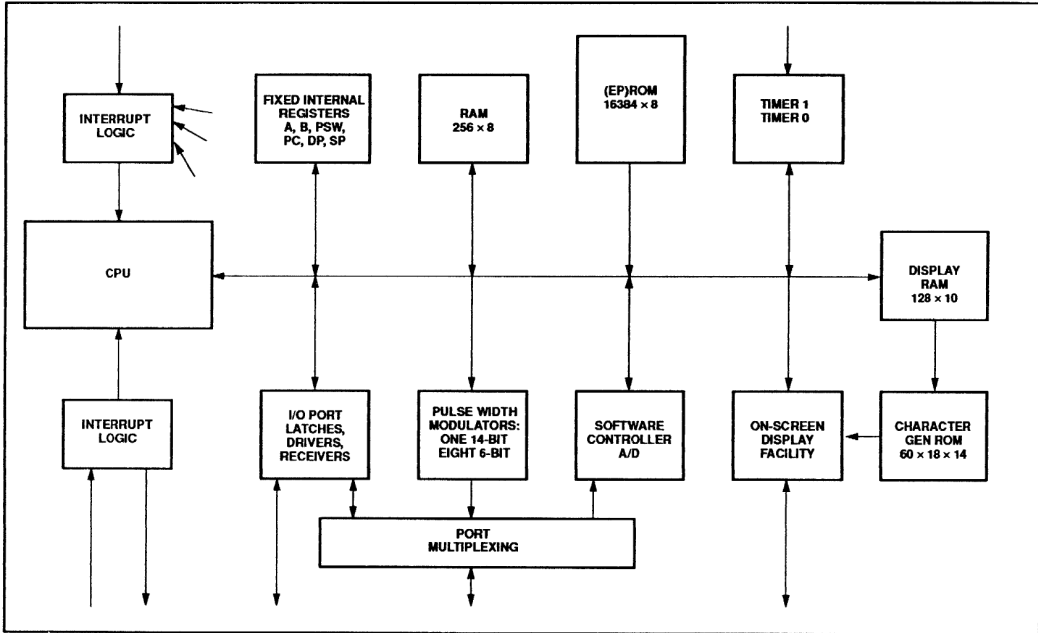 INTERRUPT
LOGIC
FIXED INTERNAL
REGISTERS
A, B, PSW,
PC, DP, SP
RAM
256 × 8
(EP)ROM
16384 × 8
TIMER 1
TIMER 0
CPU
DISPLAY
RAM
128 × 10
INTERRUPT
LOGIC
I/O PORT
LATCHES,
DRIVERS,
RECEIVERS
PULSE WIDTH
MODULATORS:
ONE 14-BIT
EIGHT 6-BIT
SOFTWARE
CONTROLLER
A/D
ON-SCREEN
DISPLAY
FACILITY
CHARACTER
GEN ROM
60 × 18 × 14
PORT
MULTIPLEXING